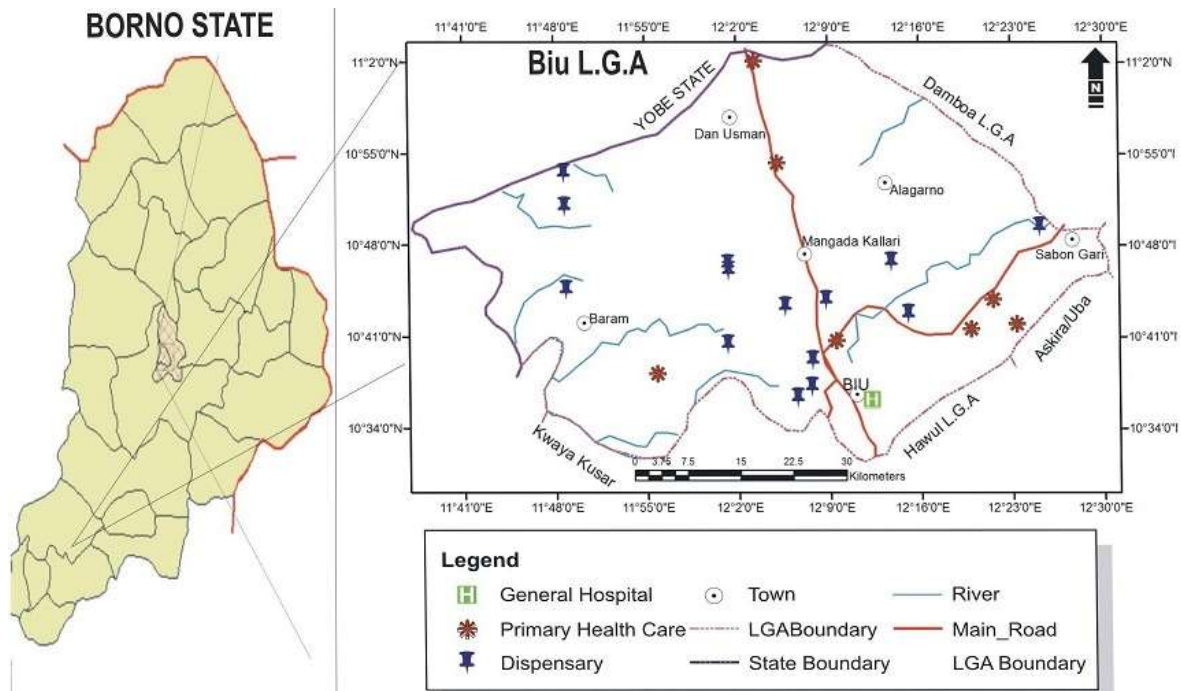 BORNO STATE
Biu L.G.A
11°41'0"E 11°48'0"E 11°55'0"E 12°2'0"E 12°9'0"E 12°16'0"E 12°23'0"E 12°30'0"E
11°2'0"N
10°55'0"N
10°48'0"N
10°41'0"N
10°34'0"N
YOBE STATE
Damboa L.G.A
N
Dan Usman
Alagarno
Mangada Kallari
Sabon Gari
Baram
Askira/Uba
BIU
H
Hawul L.G.A
Kwaya Kusar
0 3.75 7.5 15 22.5 30
Kilometers
11°2'0"I
10°55'0"I
10°48'0"I
10°41'0"I
10°34'0"I
11°41'0"E 11°48'0"E 11°55'0"E 12°2'0"E 12°9'0"E 12°16'0"E 12°23'0"E 12°30'0"E
Legend
H General Hospital Town River
Primary Health Care LGABoundary Main_Road
Dispensary State Boundary LGA Boundary